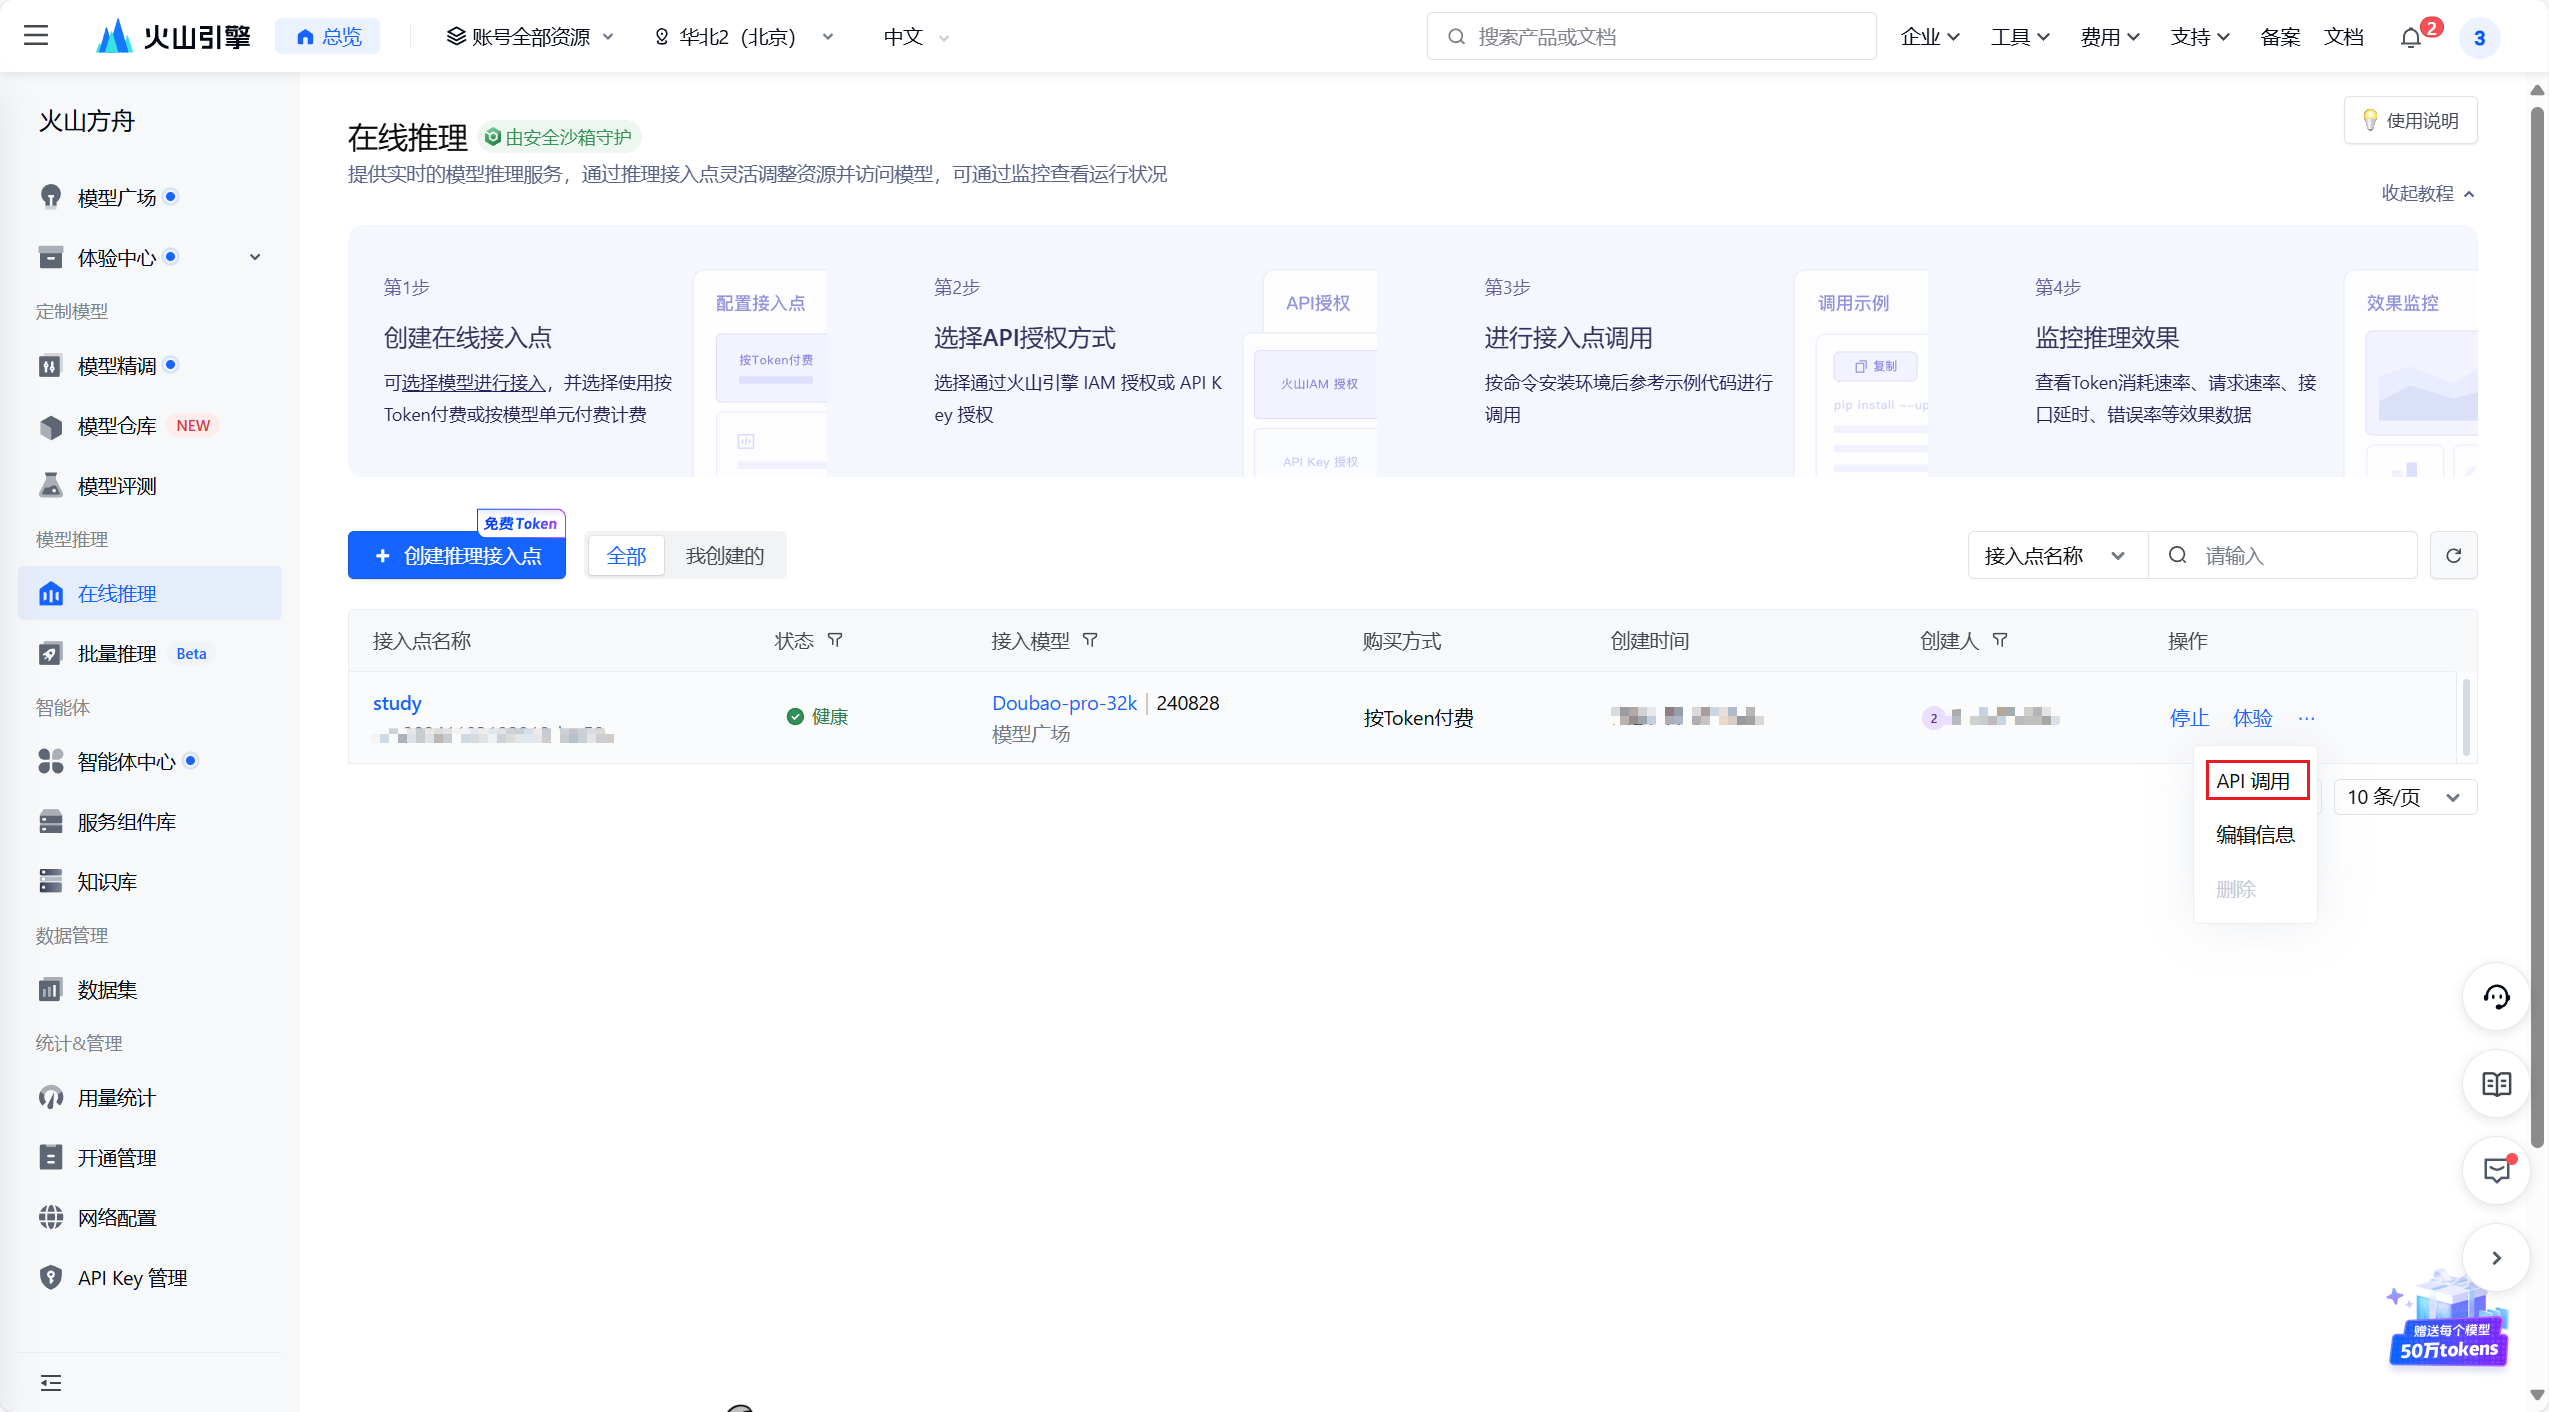 火山引擎
总览
账号全部资源
华北2（北京）
中文
搜索产品或文档
企业
工具
费用
支持
备案
文档
2
3
火山方舟
模型广场
体验中心
定制模型
模型精调
模型仓库 NEW
模型评测
模型推理
在线推理
批量推理 Beta
智能体
智能体中心
服务组件库
知识库
数据管理
数据集
统计&管理
用量统计
开通管理
网络配置
API Key 管理
在线推理 由安全沙箱守护
提供实时的模型推理服务，通过推理接入点灵活调整资源并访问模型，可通过监控查看运行状况
使用说明
收起教程
第1步
创建在线接入点
可选择模型进行接入，并选择使用按
Token付费或按模型单元付费计费
配置接入点
按Token付费
第2步
选择API授权方式
选择通过火山引擎 IAM 授权或 API K
ey 授权
API授权
火山IAM 授权
API Key 授权
第3步
进行接入点调用
按命令安装环境后参考示例代码进行
调用
调用示例
复制
pip install --up
第4步
监控推理效果
查看Token消耗速率、请求速率、接
口延时、错误率等效果数据
效果监控
免费Token
+ 创建推理接入点
全部
我创建的
接入点名称
请输入
接入点名称 状态 接入模型 购买方式 创建时间 创建人 操作
study
健康
Doubao-pro-32k | 240828
模型广场
按Token付费
2
停止 体验 ···
API 调用
编辑信息
删除
10 条/页
赠送每个模型
50万tokens